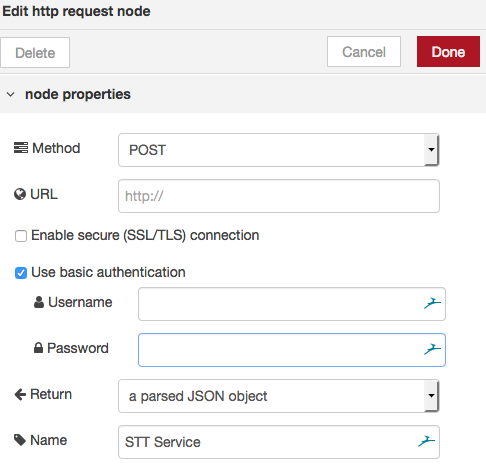 Edit http request node
Delete
Cancel
Done
node properties
Method
POST
URL
http://
Enable secure (SSL/TLS) connection
Use basic authentication
Username
Password
Return
a parsed JSON object
Name
STT Service